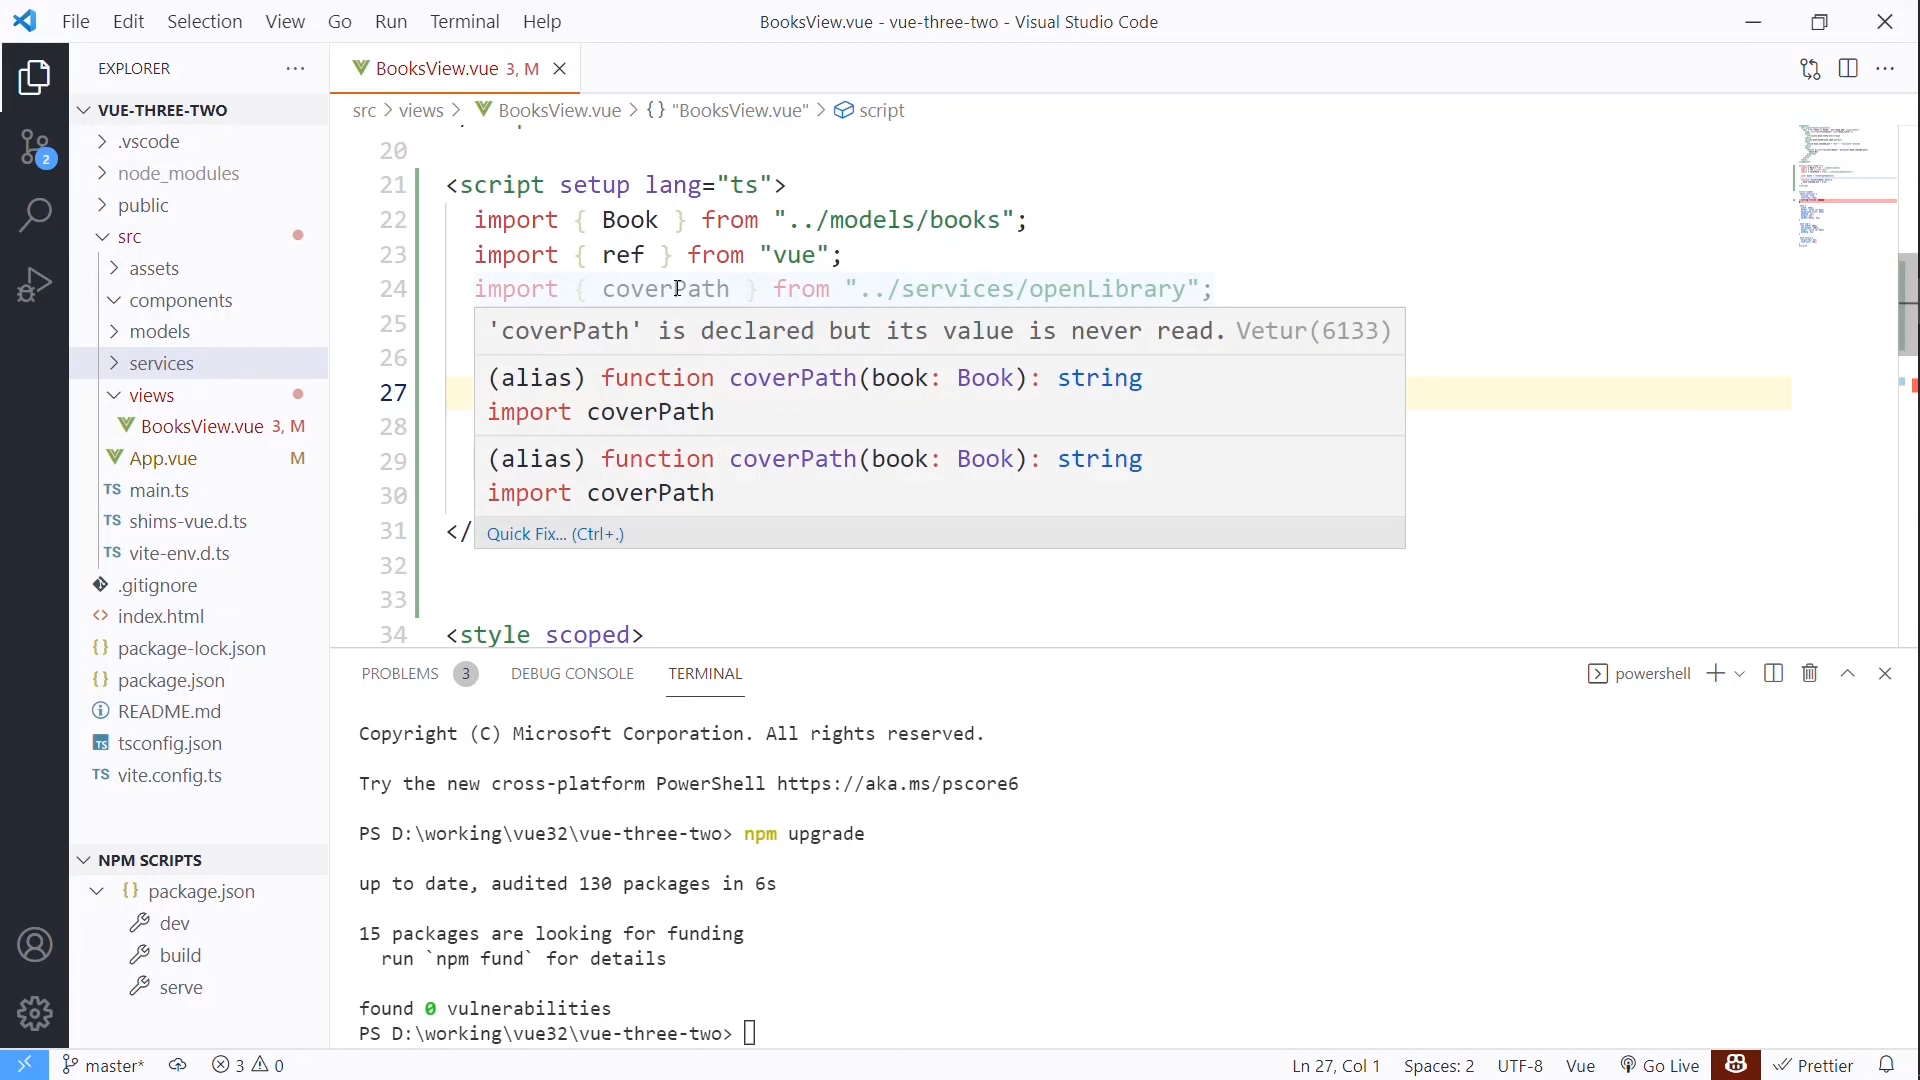 File Edit Selection View Go Run Terminal Help
BooksView.vue - vue-three-two - Visual Studio Code
EXPLORER
VUE-THREE-TWO
.vscode
node_modules
public
src
assets
components
models
services
views
BooksView.vue 3, M
App.vue M
TS main.ts
TS shims-vue.d.ts
TS vite-env.d.ts
.gitignore
index.html
{} package-lock.json
{} package.json
README.md
TS tsconfig.json
TS vite.config.ts
NPM SCRIPTS
{} package.json
dev
build
serve
2
BooksView.vue 3, M
src > views > BooksView.vue > {} "BooksView.vue" > script
20
21 <script setup lang="ts">
22 import { Book } from "../models/books";
23 import { ref } from "vue";
24 import { coverPath } from "../services/openLibrary";
25
26
27
28
29
30
31 </
32
33
34 <style scoped>
'coverPath' is declared but its value is never read. Vetur(6133)
(alias) function coverPath(book: Book): string
import coverPath
(alias) function coverPath(book: Book): string
import coverPath
Quick Fix... (Ctrl+.)
PROBLEMS 3 DEBUG CONSOLE TERMINAL
powershell
Copyright (C) Microsoft Corporation. All rights reserved.
Try the new cross-platform PowerShell https://aka.ms/pscore6
PS D:\working\vue32\vue-three-two> npm upgrade
up to date, audited 130 packages in 6s
15 packages are looking for funding
run `npm fund` for details
found 0 vulnerabilities
PS D:\working\vue32\vue-three-two>
master* 3 0
Ln 27, Col 1 Spaces: 2 UTF-8 Vue Go Live Prettier